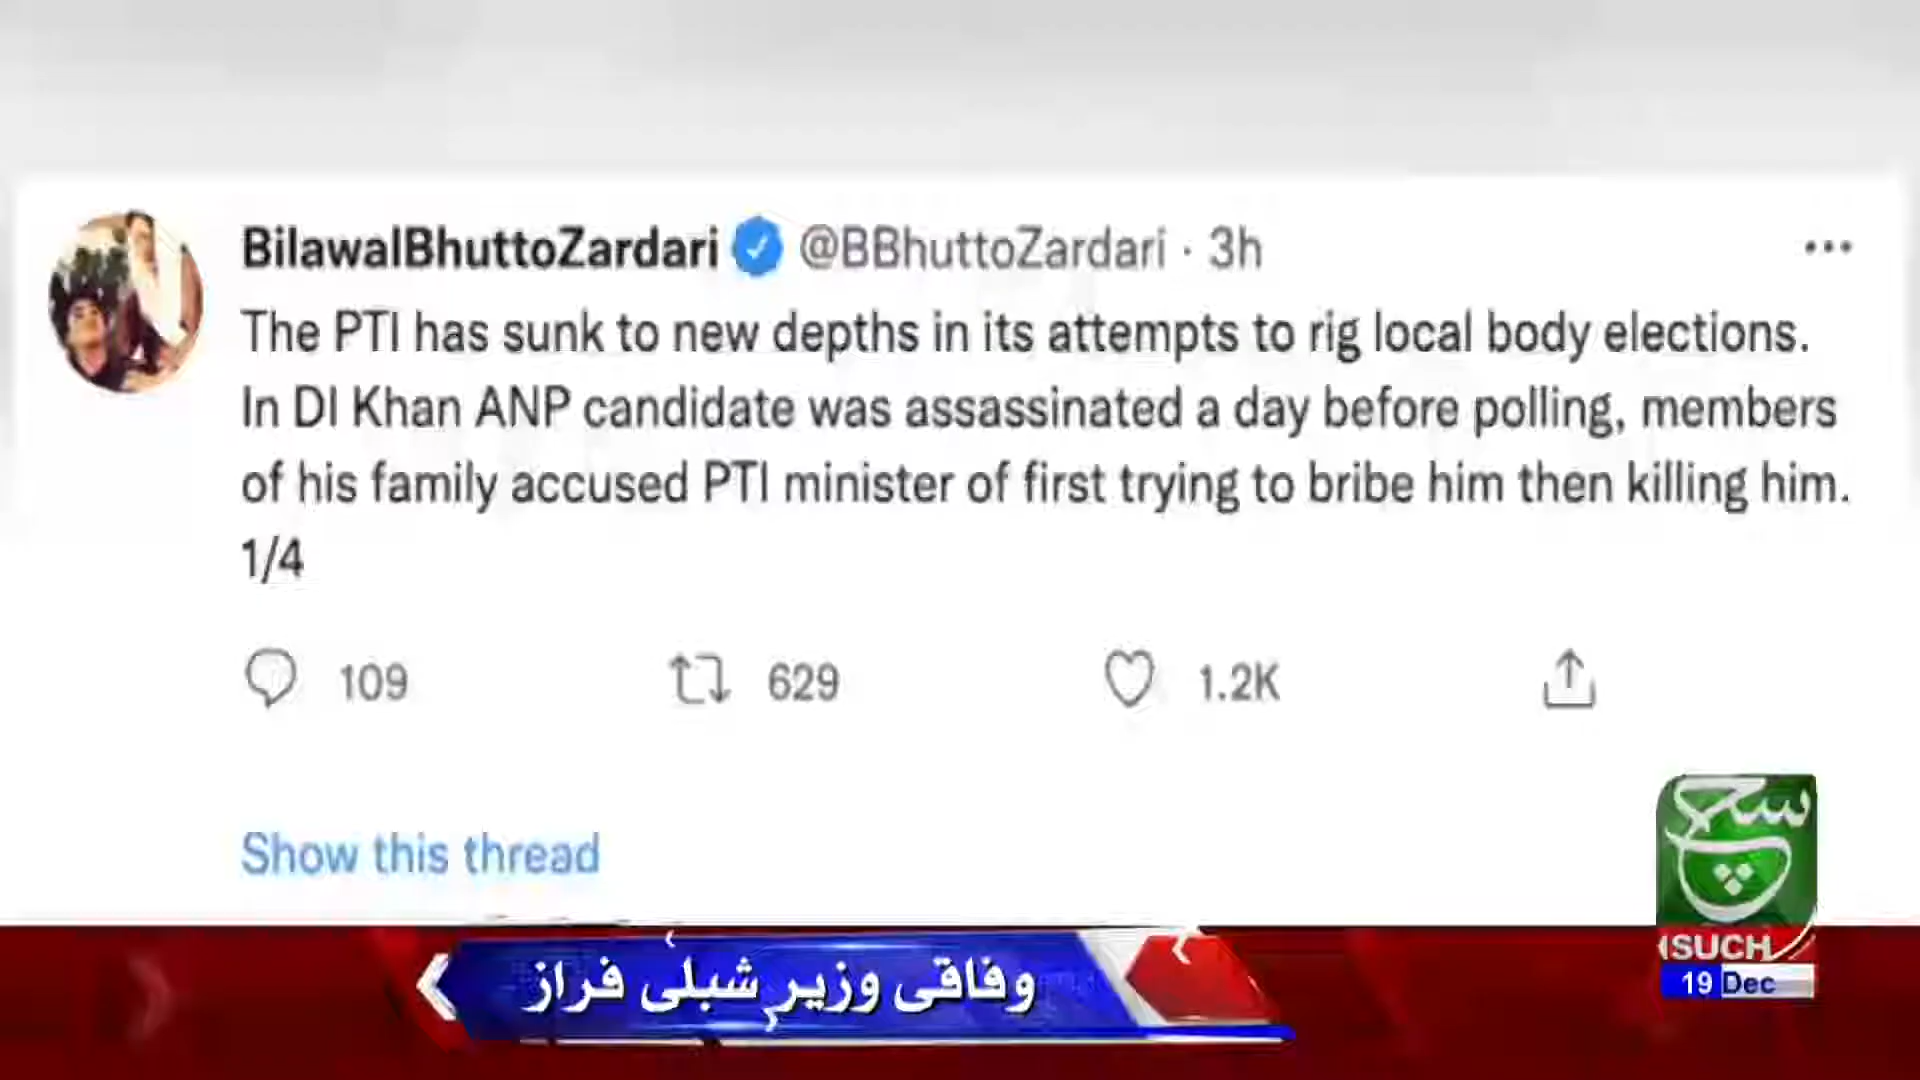 BilawalBhuttoZardari @BBhuttoZardari · 3h
The PTI has sunk to new depths in its attempts to rig local body elections.
In DI Khan ANP candidate was assassinated a day before polling, members
of his family accused PTI minister of first trying to bribe him then killing him.
1/4
109 629 1.2K
Show this thread
سچ
SUCH
19 Dec
وفاقی وزیر شبلی فراز